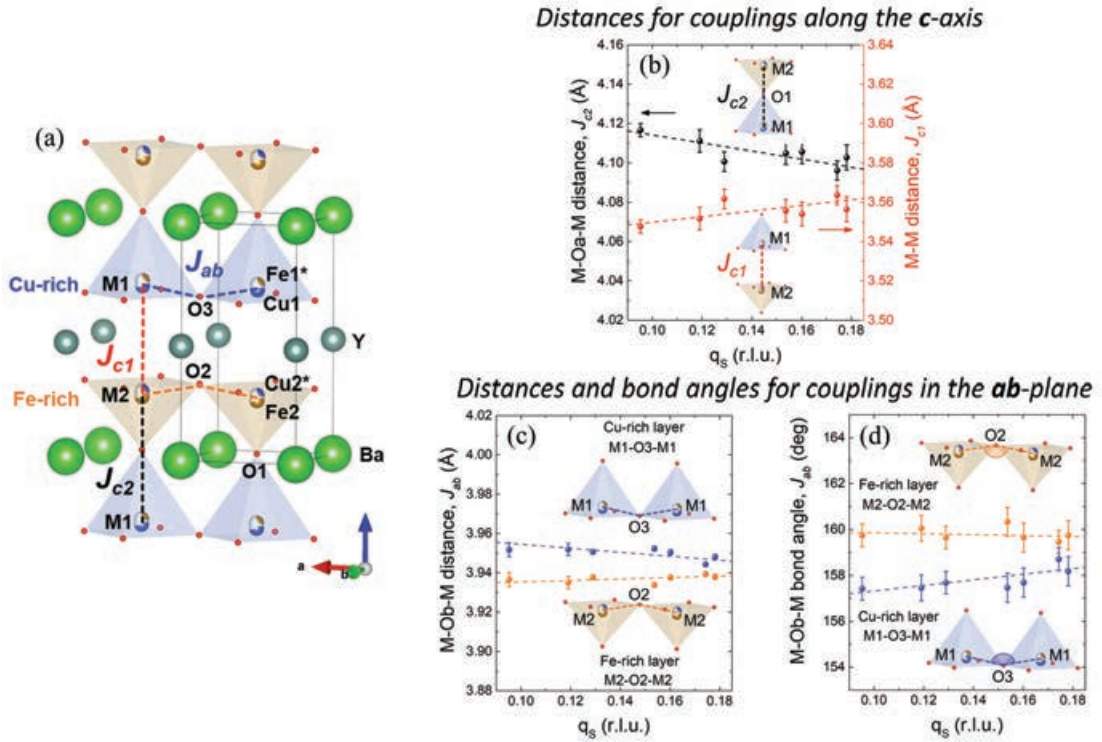 Distances for couplings along the c-axis
(a)
Cu-rich
M1
J_ab
Fe1*
Cu1
O3
J_c1
Y
O2
Fe-rich
M2
Cu2*
Fe2
Ba
O1
J_c2
M1
a
b
(b)
M-Oa-M distance, J_c2 (Å)
4.16
4.14
4.12
4.10
4.08
4.06
4.04
4.02
M2
J_c2
O1
M1
M1
J_c1
M2
3.64
3.62
3.60
3.58
3.56
3.54
3.52
3.50
M-M distance, J_c1 (Å)
0.10 0.12 0.14 0.16 0.18
q_S (r.l.u.)
Distances and bond angles for couplings in the ab-plane
(c)
M-Ob-M distance, J_ab (Å)
4.02
4.00
3.98
3.96
3.94
3.92
3.90
3.88
Cu-rich layer
M1-O3-M1
M1 M1
O3
O2
M2 M2
Fe-rich layer
M2-O2-M2
0.10 0.12 0.14 0.16 0.18
q_S (r.l.u.)
(d)
M-Ob-M bond angle, J_ab (deg)
164
162
160
158
156
154
O2
M2 M2
Fe-rich layer
M2-O2-M2
Cu-rich layer
M1-O3-M1
M1 M1
O3
0.10 0.12 0.14 0.16 0.18
q_S (r.l.u.)